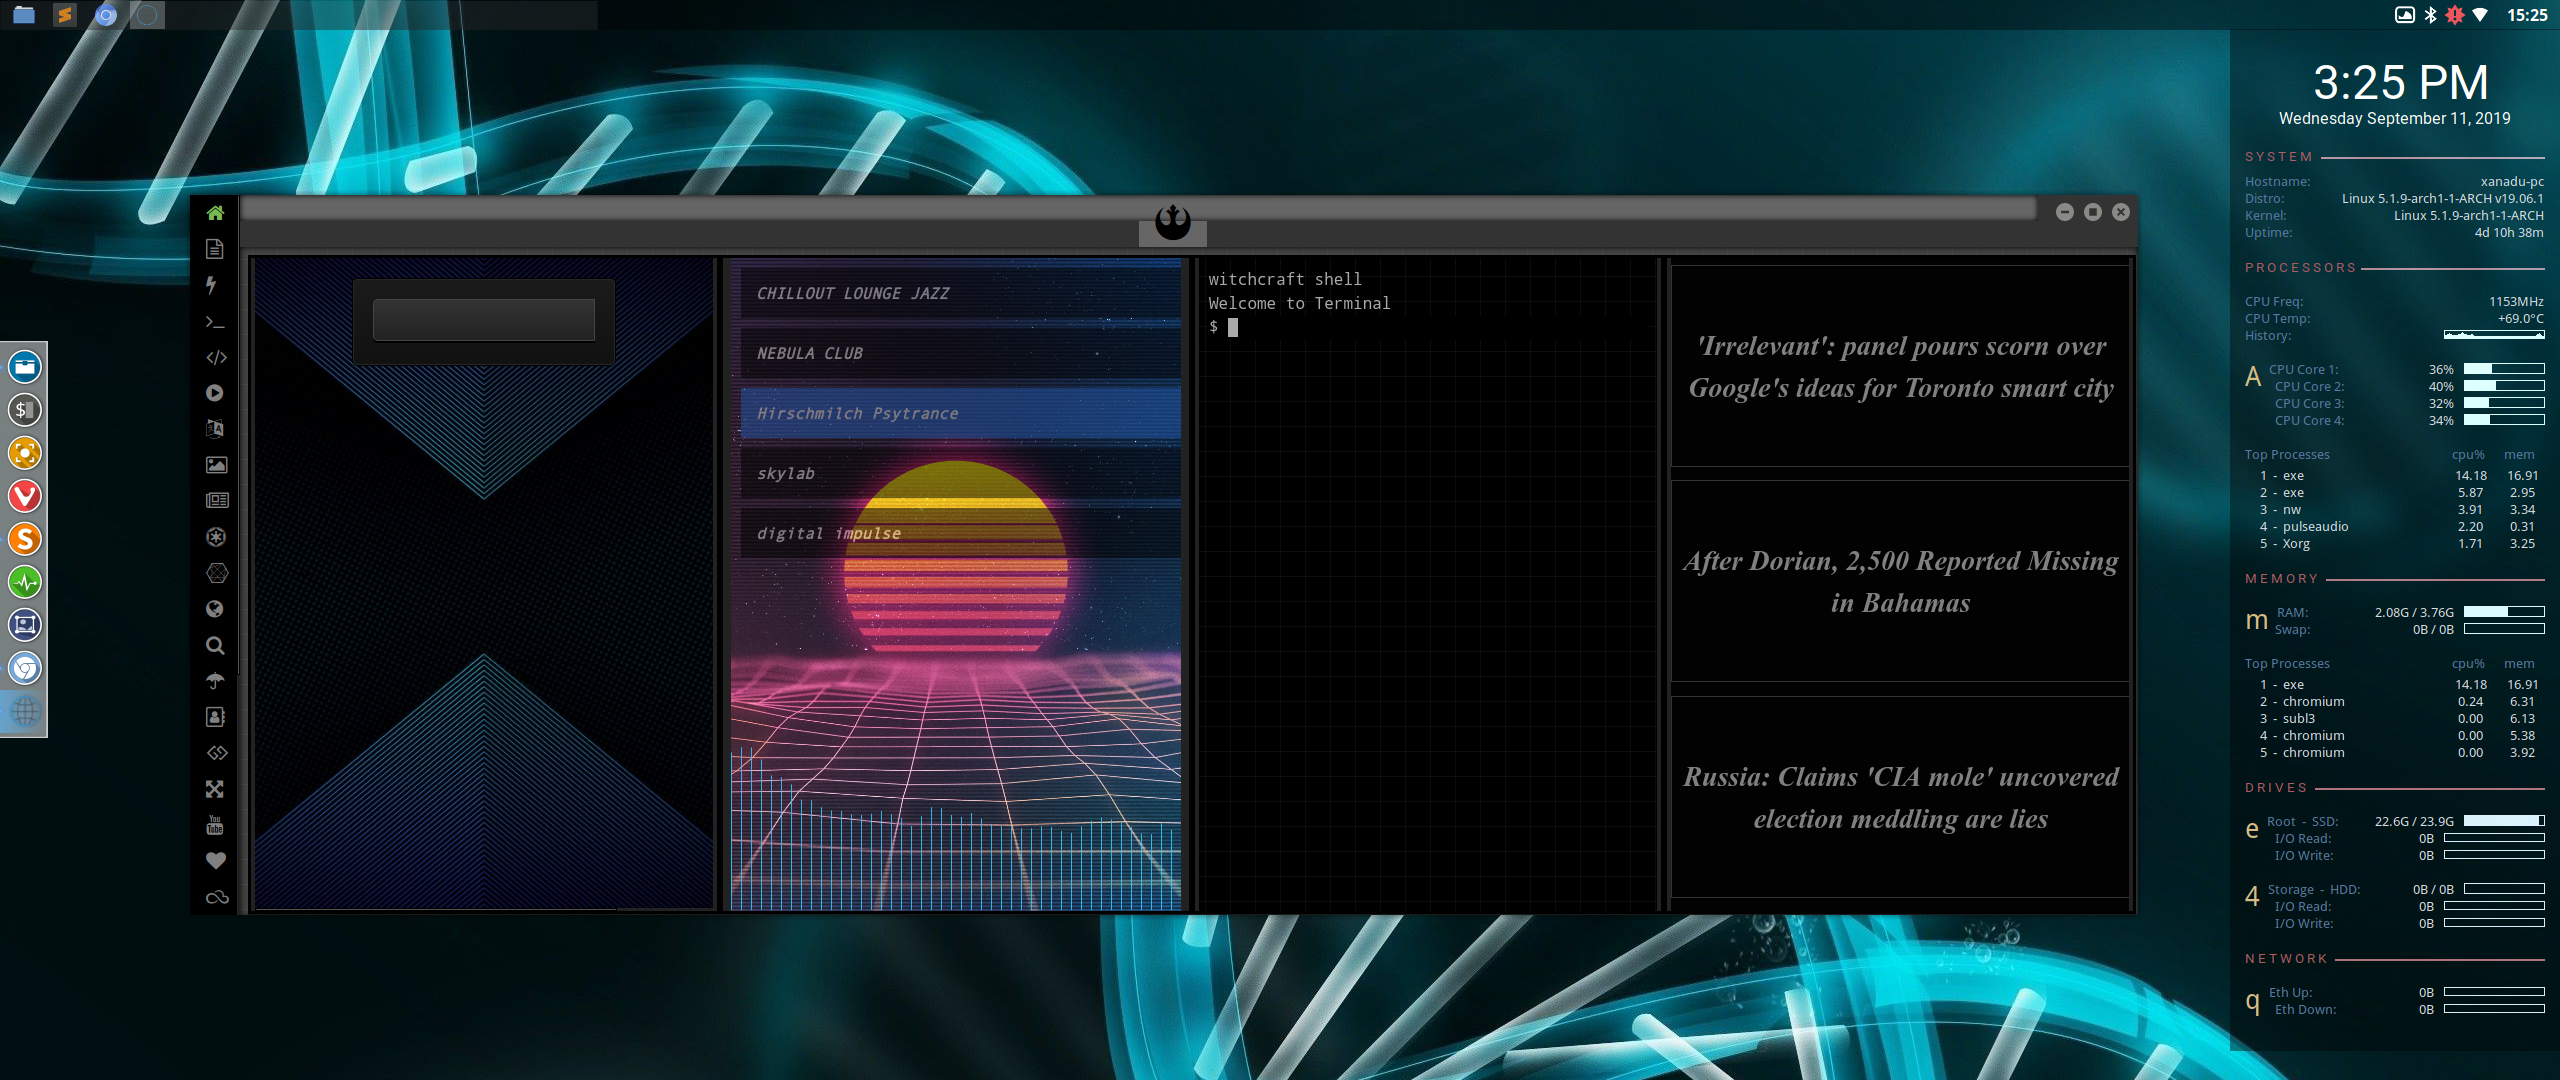 15:25
3:25 PM
Wednesday September 11, 2019
SYSTEM
Hostname: xanadu-pc
Distro: Linux 5.1.9-arch1-1-ARCH v19.06.1
Kernel: Linux 5.1.9-arch1-1-ARCH
Uptime: 4d 10h 38m
PROCESSORS
CPU Freq: 1153MHz
CPU Temp: +69.0°C
History:
A CPU Core 1: 36%
CPU Core 2: 40%
CPU Core 3: 32%
CPU Core 4: 34%
Top Processes cpu% mem
1 - exe 14.18 16.91
2 - exe 5.87 2.95
3 - nw 3.91 3.34
4 - pulseaudio 2.20 0.31
5 - Xorg 1.71 3.25
MEMORY
m RAM: 2.08G / 3.76G
Swap: 0B / 0B
Top Processes cpu% mem
1 - exe 14.18 16.91
2 - chromium 0.24 6.31
3 - subl3 0.00 6.13
4 - chromium 0.00 5.38
5 - chromium 0.00 3.92
DRIVES
e Root - SSD: 22.6G / 23.9G
I/O Read: 0B
I/O Write: 0B
4 Storage - HDD: 0B / 0B
I/O Read: 0B
I/O Write: 0B
NETWORK
q Eth Up: 0B
Eth Down: 0B
CHILLOUT LOUNGE JAZZ
NEBULA CLUB
Hirschmilch Psytrance
skylab
digital impulse
witchcraft shell
Welcome to Terminal
$
'Irrelevant': panel pours scorn over
Google's ideas for Toronto smart city
After Dorian, 2,500 Reported Missing
in Bahamas
Russia: Claims 'CIA mole' uncovered
election meddling are lies
$
S
You
Tube